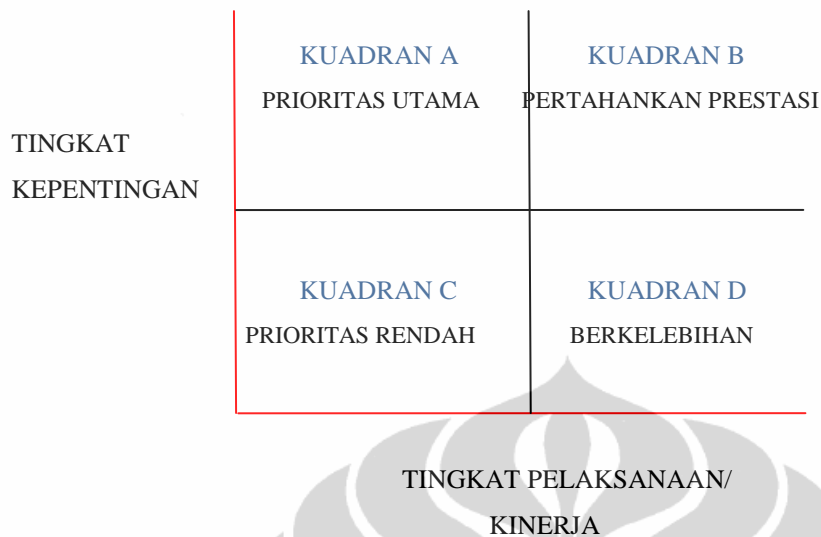 KUADRAN A
PRIORITAS UTAMA
KUADRAN B
PERTAHANKAN PRESTASI
TINGKAT
KEPENTINGAN
KUADRAN C
PRIORITAS RENDAH
KUADRAN D
BERKELEBIHAN
TINGKAT PELAKSANAAN/
KINERJA